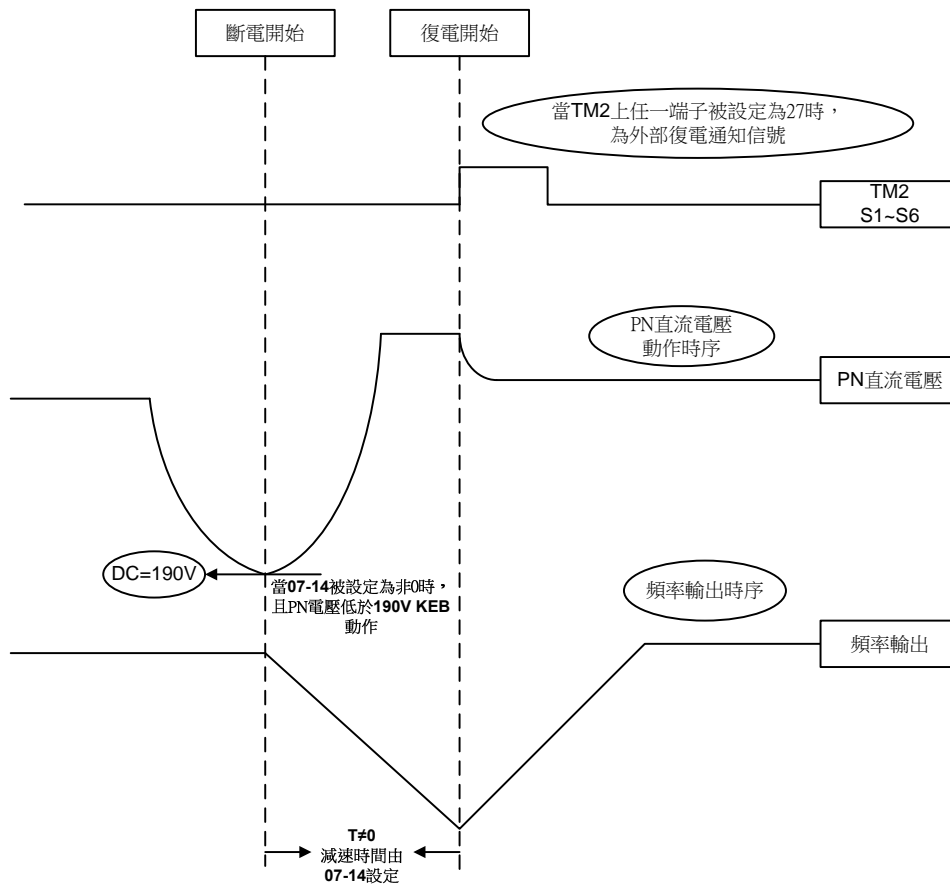 斷電開始
復電開始
當TM2上任一端子被設定為27時，
為外部復電通知信號
TM2
S1~S6
PN直流電壓
動作時序
PN直流電壓
DC=190V
當07-14被設定為非0時，
且PN電壓低於190V KEB
動作
頻率輸出時序
頻率輸出
T≠0
減速時間由
07-14設定